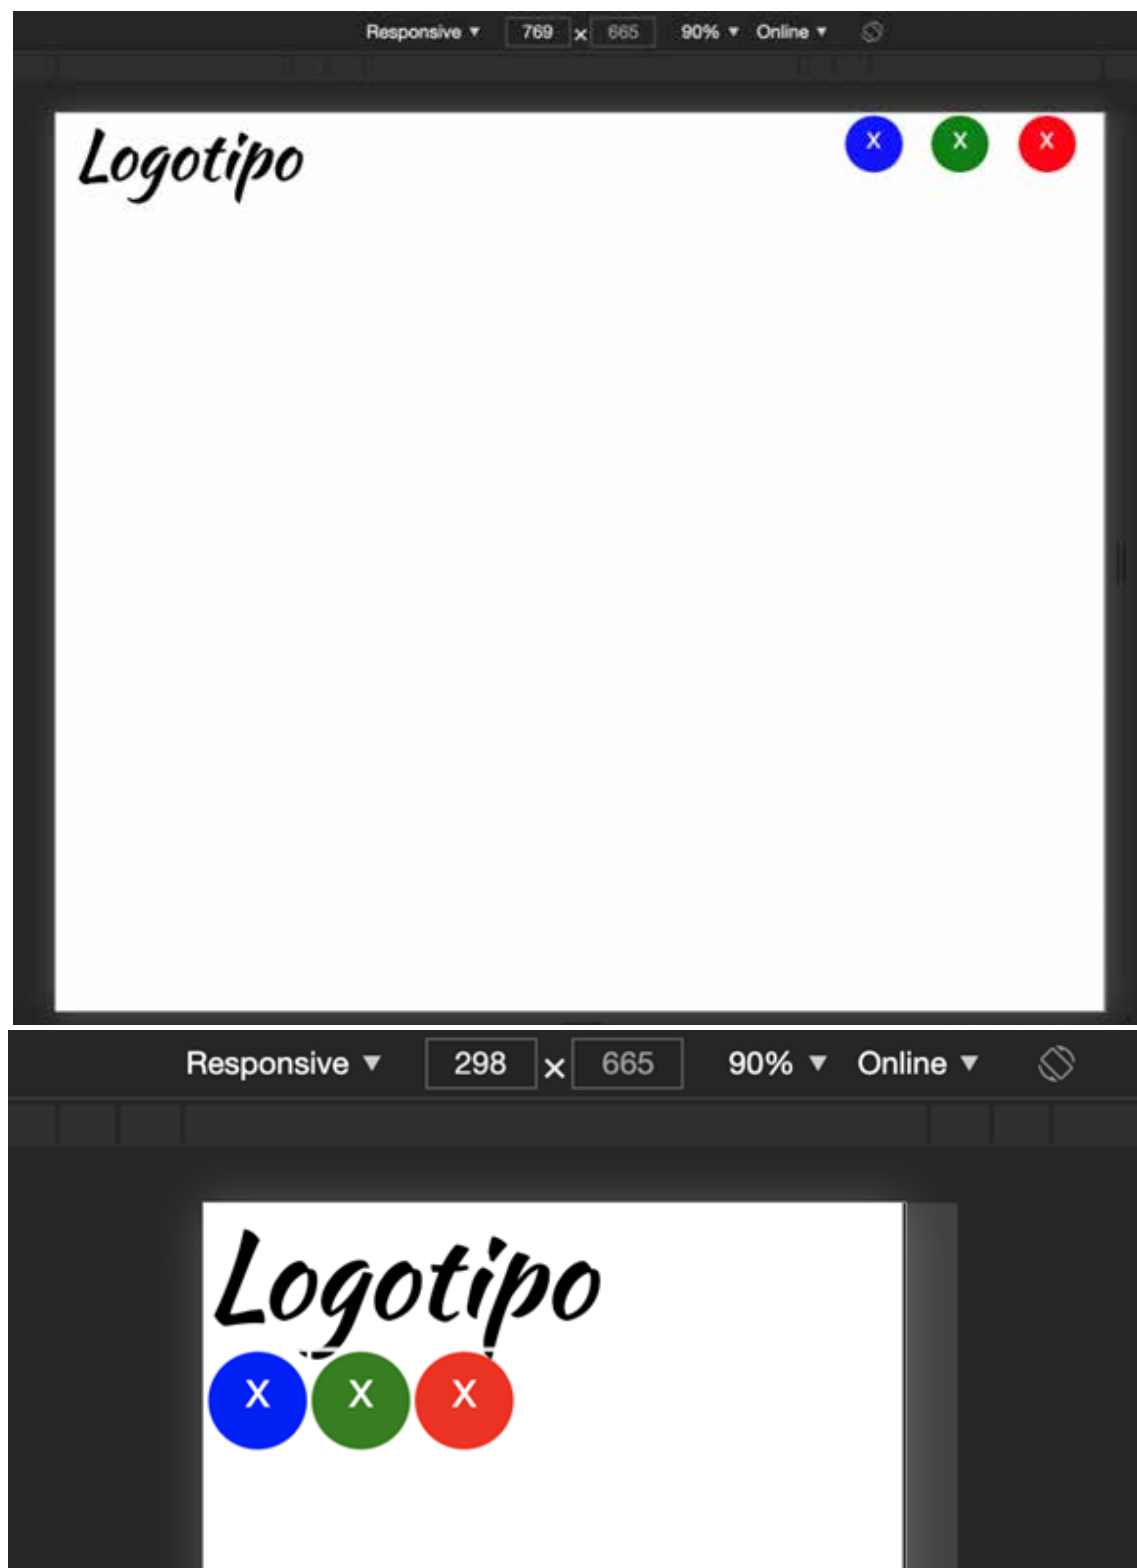 Responsive ▼ 769 × 665 90% ▼ Online ▼
Logotipo X X X
Responsive ▼ 298 × 665 90% ▼ Online ▼
Logotipo
X X X